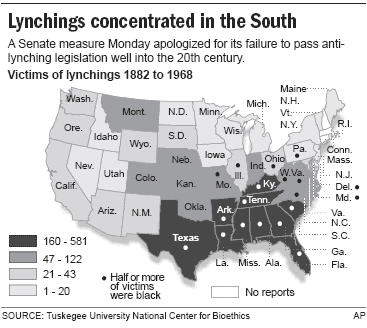 Lynchings concentrated in the South
A Senate measure Monday apologized for its failure to pass anti-
lynching legislation well into the 20th century.
Victims of lynchings 1882 to 1968
Maine
N.H.
Vt.
N.Y.
Mich.
Wash.
Mont.
N.D.
Minn.
R.I.
Ore.
Idaho
Wyo.
S.D.
Wis.
Conn.
Mass.
Nev.
Utah
Colo.
Neb.
Iowa
Ill.
Ind.
Ohio
Pa.
N.J.
Del.
Md.
Calif.
Kan.
Mo.
Ky.
W.Va.
Va.
Ariz.
N.M.
Okla.
Ark.
Tenn.
N.C.
S.C.
Texas
Ga.
La.
Miss.
Ala.
Fla.
160 - 581
47 - 122
21 - 43
1 - 20
Half or more
of victims
were black
No reports
SOURCE: Tuskegee University National Center for Bioethics
AP